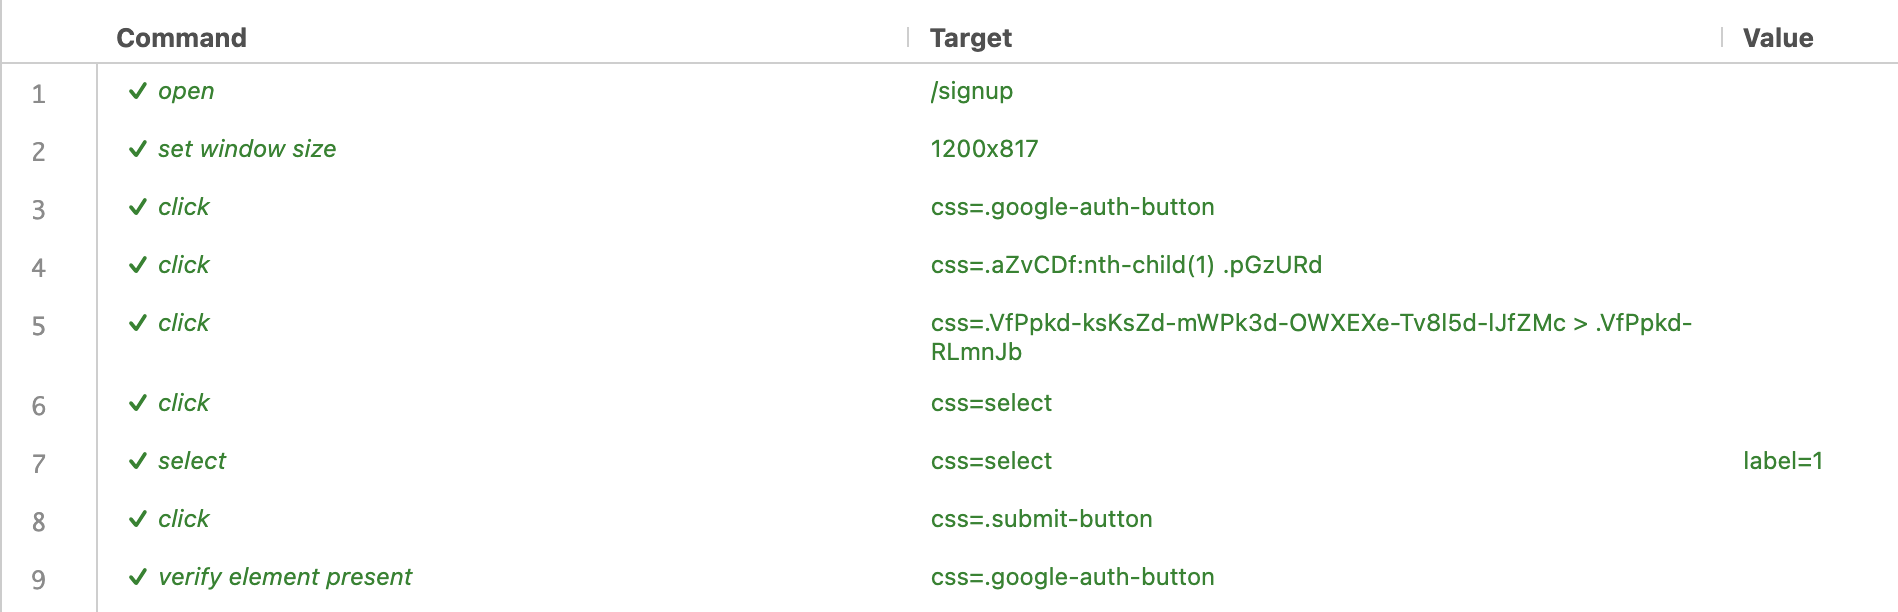 Command Target Value
1 ✓ open /signup
2 ✓ set window size 1200x817
3 ✓ click css=.google-auth-button
4 ✓ click css=.aZvCDf:nth-child(1) .pGzURd
5 ✓ click css=.VfPpkd-ksKsZd-mWPk3d-OWXEXe-Tv8l5d-lJfZMc > .VfPpkd-
RLmnJb
6 ✓ click css=select
7 ✓ select css=select label=1
8 ✓ click css=.submit-button
9 ✓ verify element present css=.google-auth-button